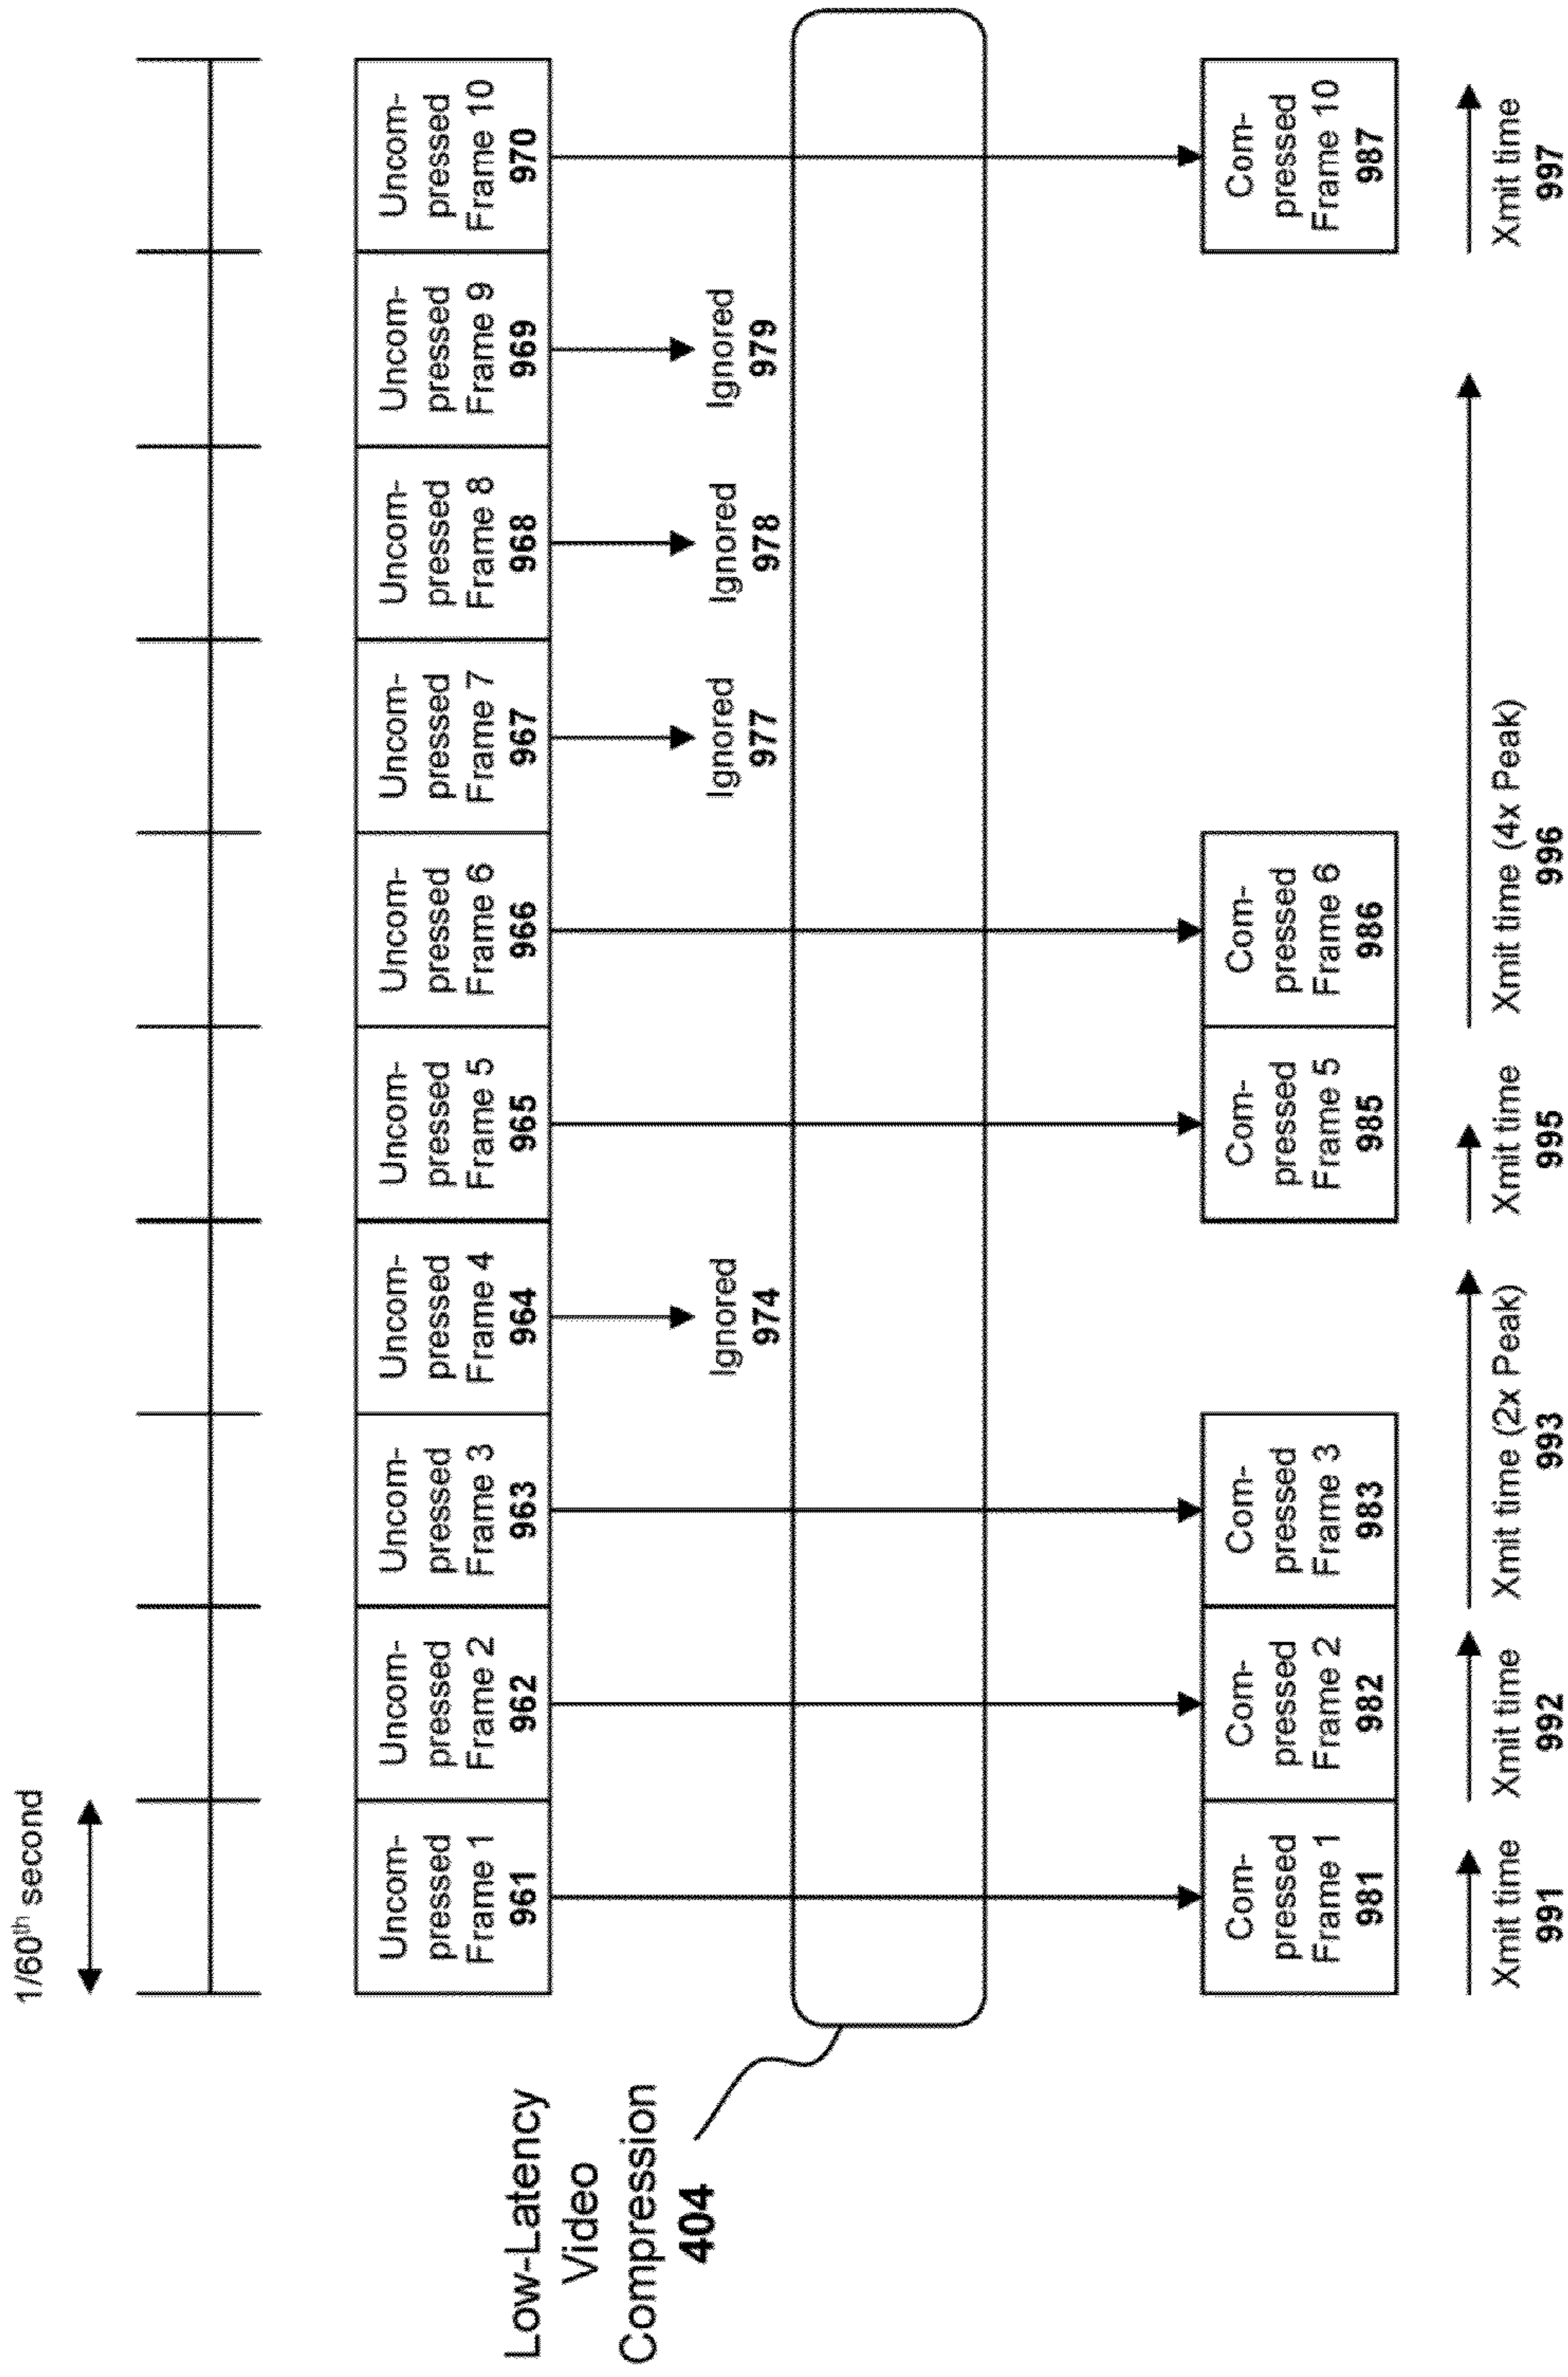 1/60th second
Uncom-
pressed
Frame 1
961
Uncom-
pressed
Frame 2
962
Uncom-
pressed
Frame 3
963
Uncom-
pressed
Frame 4
964
Uncom-
pressed
Frame 5
965
Uncom-
pressed
Frame 6
966
Uncom-
pressed
Frame 7
967
Uncom-
pressed
Frame 8
968
Uncom-
pressed
Frame 9
969
Uncom-
pressed
Frame 10
970
Ignored
974
Ignored
977
Ignored
978
Ignored
979
Low-Latency
Video
Compression
404
Com-
pressed
Frame 1
981
Com-
pressed
Frame 2
982
Com-
pressed
Frame 3
983
Com-
pressed
Frame 5
985
Com-
pressed
Frame 6
986
Com-
pressed
Frame 10
987
Xmit time
991
Xmit time
992
Xmit time (2x Peak)
993
Xmit time
995
Xmit time (4x Peak)
996
Xmit time
997